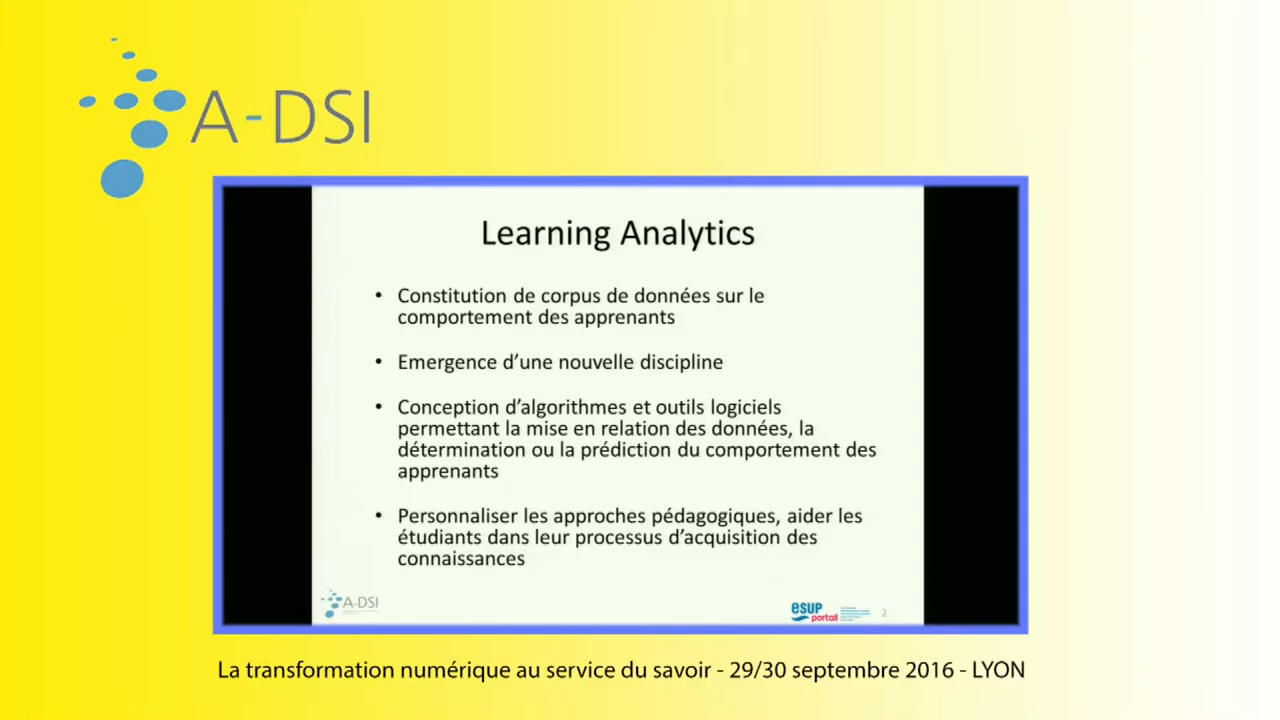 A-DSI
Learning Analytics
• Constitution de corpus de données sur le
comportement des apprenants
• Emergence d’une nouvelle discipline
• Conception d’algorithmes et outils logiciels
permettant la mise en relation des données, la
détermination ou la prédiction du comportement des
apprenants
• Personnaliser les approches pédagogiques, aider les
étudiants dans leur processus d’acquisition des
connaissances
A-DSI
esup
portail
2
La transformation numérique au service du savoir - 29/30 septembre 2016 - LYON